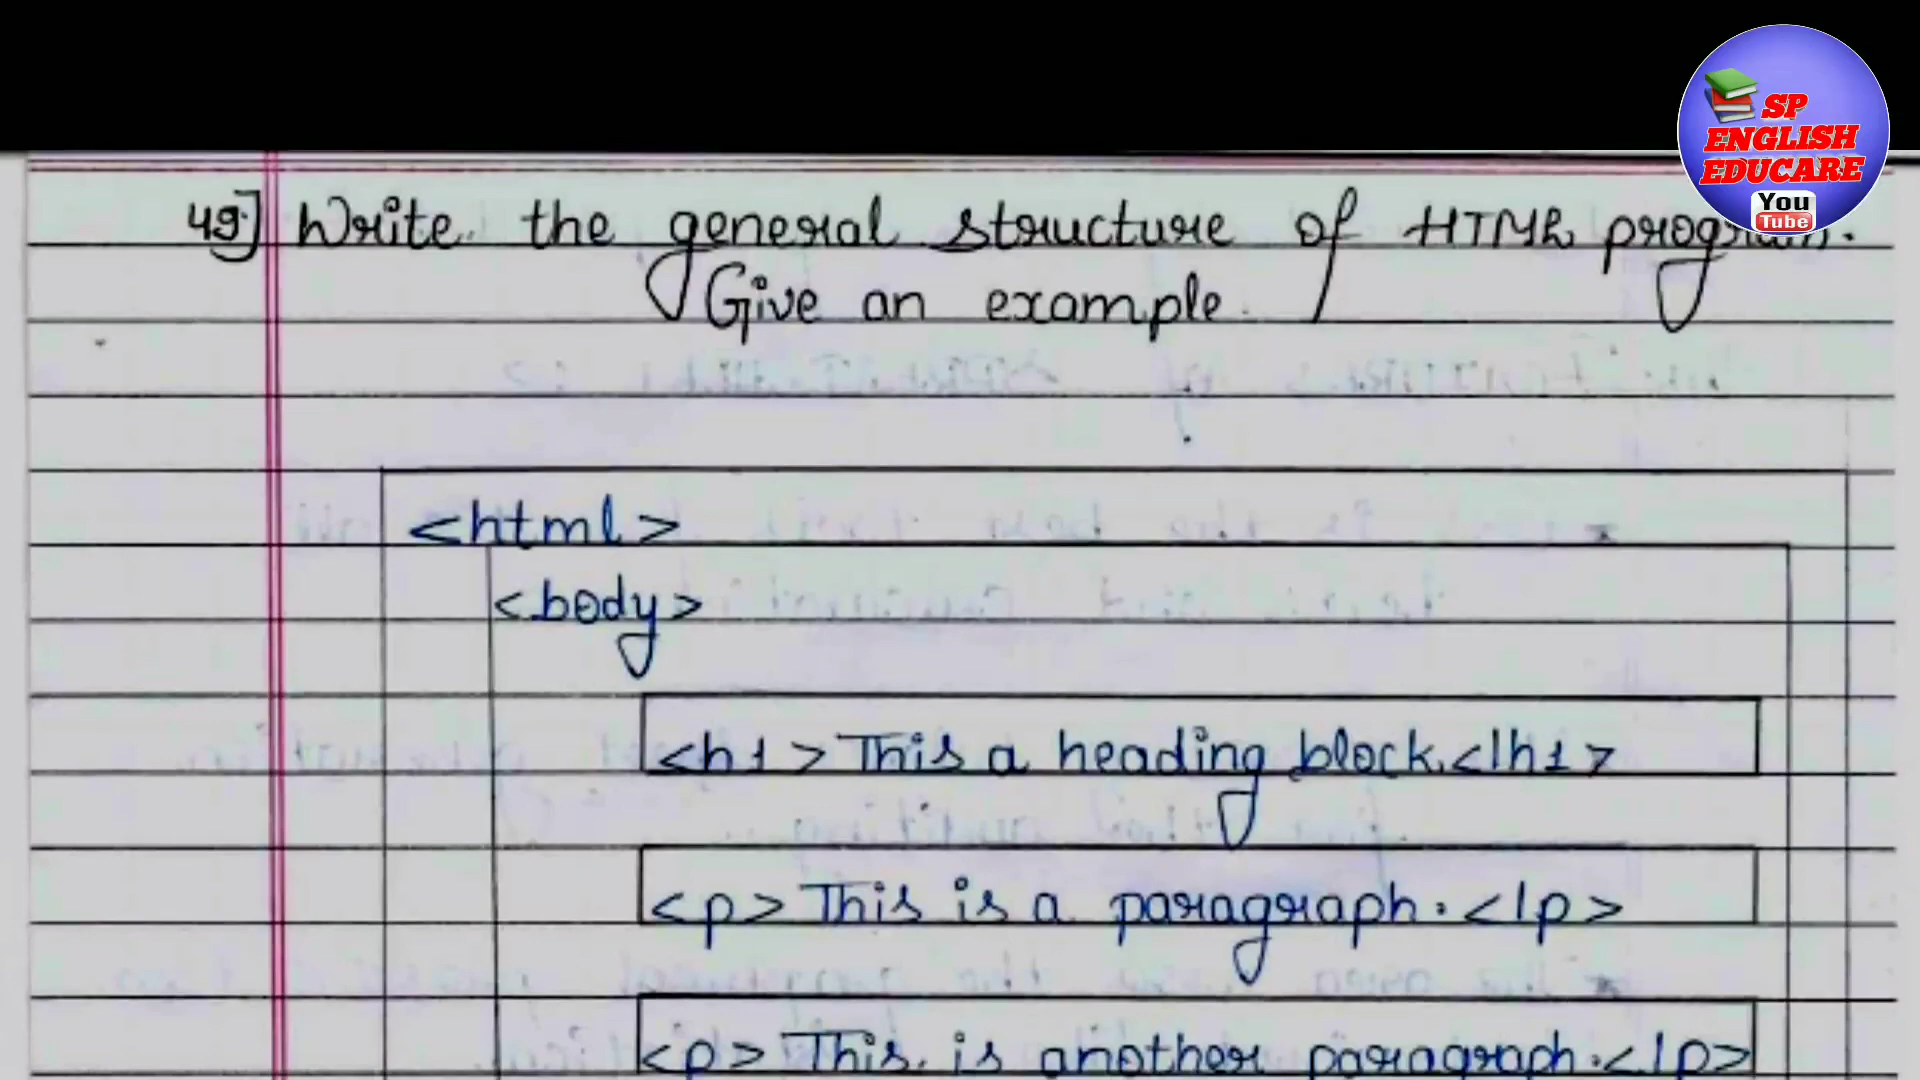 49] Write the general structure of HTML program.
Give an example.
<html>
<body>
<h1>This a heading block.</h1>
<p>This is a paragraph.</p>
<p>This is another paragraph.</p>
SP
ENGLISH
EDUCARE
You
Tube